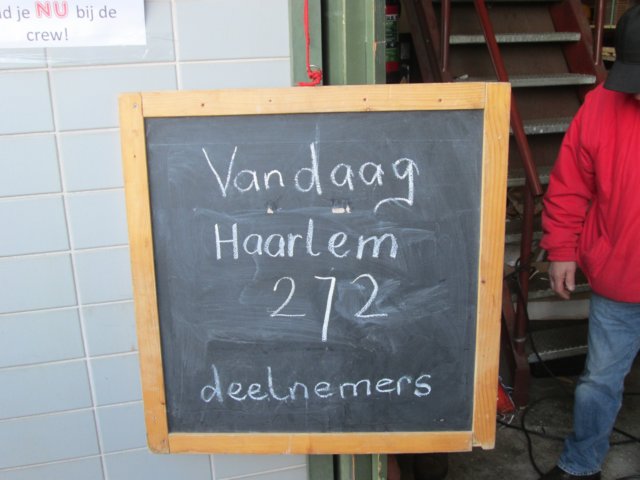 d je NU bij de
crew!
Vandaag
Haarlem
272
deelnemers